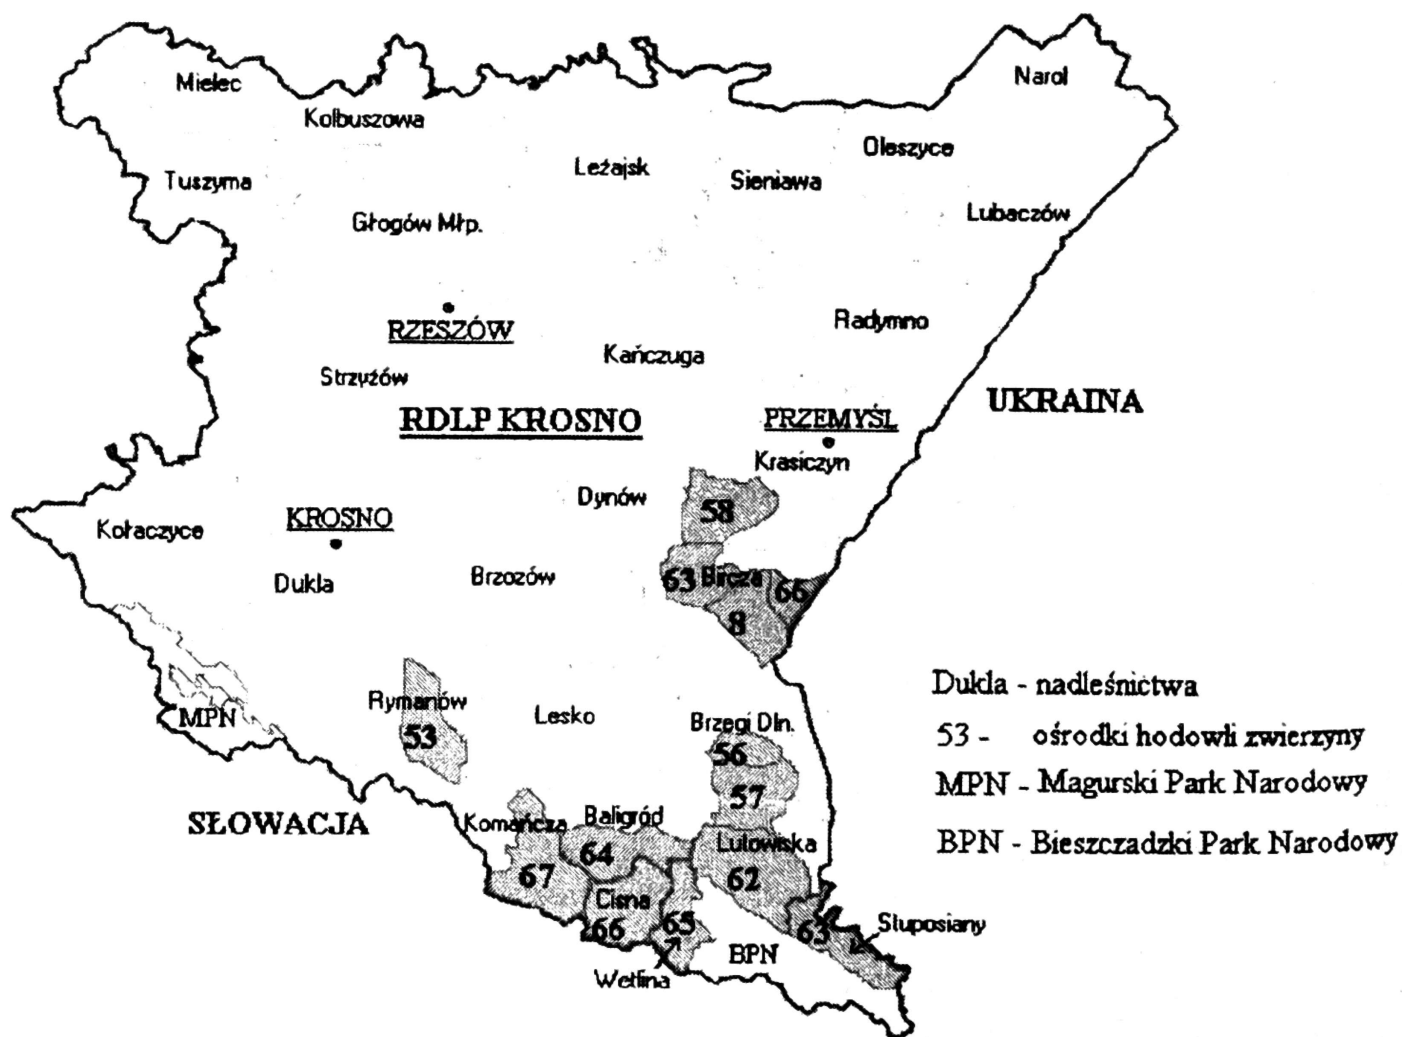 Narol
Mielec
Kolbuszowa
Oleszyce
Leżajsk
Sieniawa
Tuszyma
Lubaczów
Głogów Młp.
RZESZÓW
Radymno
Kańczuga
Strzyżów
UKRAINA
RDLP KROSNO
PRZEMYŚL
Krasiczyn
Dynów
58
KROSNO
Kołaczyce
Dukla
Brzozów
63
Bircza
66
8
Rymanów
53
MPN
Lesko
Brzegi Dln.
56
57
Dukla - nadleśnictwa
53 - ośrodki hodowli zwierzyny
MPN - Magurski Park Narodowy
BPN - Bieszczadzki Park Narodowy
SŁOWACJA
Komańcza
Baligród
64
Lutowiska
62
67
Cisna
66
65
63
Stuposiany
BPN
Wetlina